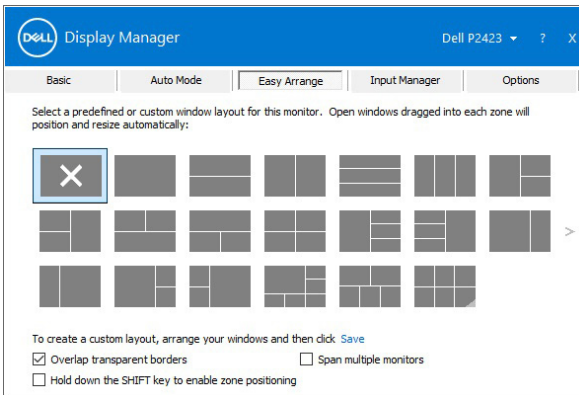 DELL Display Manager Dell P2423 ? X
Basic Auto Mode Easy Arrange Input Manager Options
Select a predefined or custom window layout for this monitor. Open windows dragged into each zone will
position and resize automatically:
>
To create a custom layout, arrange your windows and then click Save
Overlap transparent borders Span multiple monitors
Hold down the SHIFT key to enable zone positioning